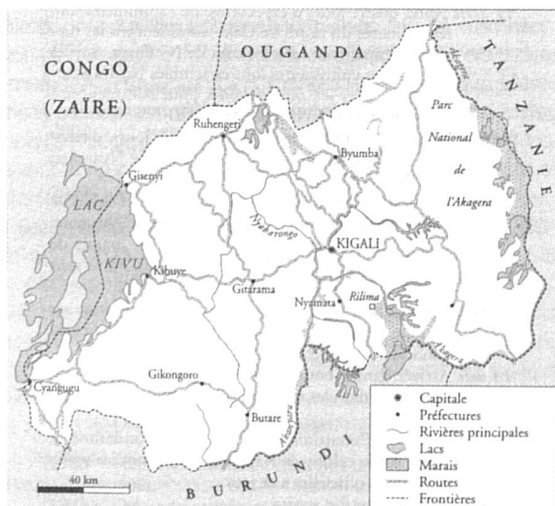 OUGANDA
CONGO
(ZAÏRE)
TANZANIE
Akagera
Parc
National
de
l'Akagera
Ruhengeri
Byumba
Gisenyi
LAC
KIVU
Nyabarongo
KIGALI
Kibuye
Gitarama
Nyamata
Rilima
Akagera
Cyangugu
Gikongoro
Butare
Akanyaru
BURUNDI
40 km
Capitale
Préfectures
Rivières principales
Lacs
Marais
Routes
Frontières